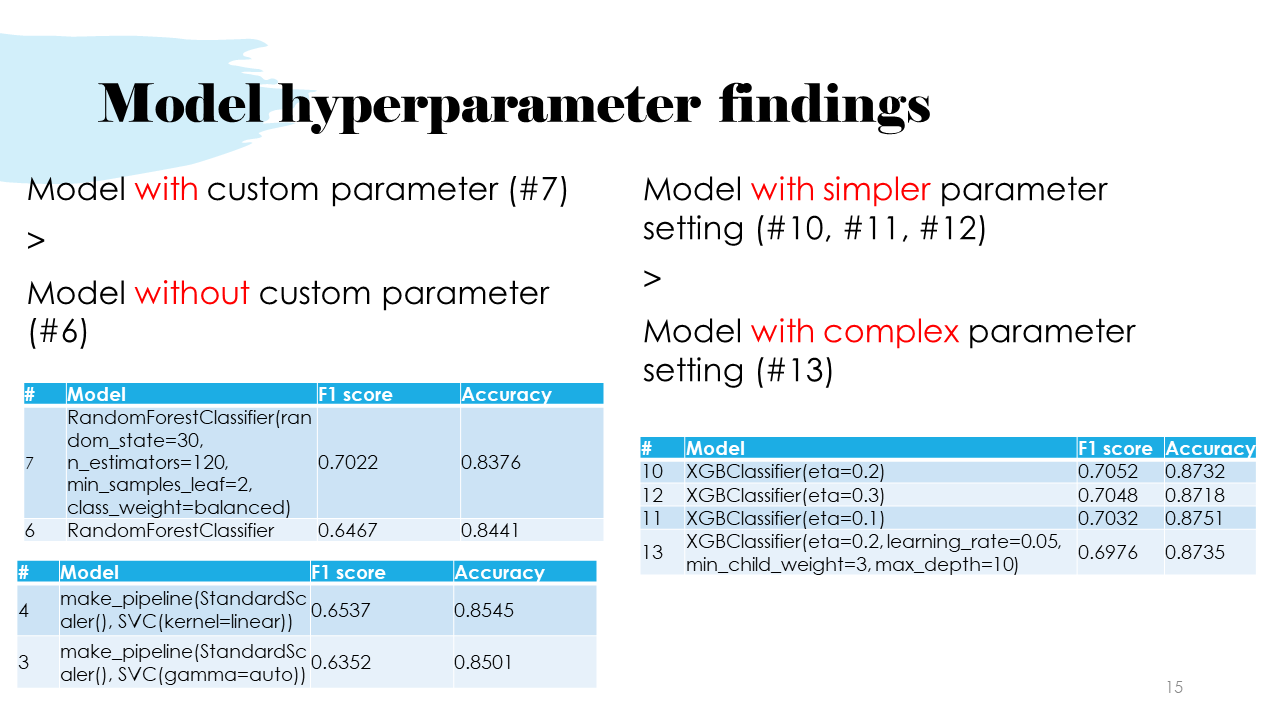 Model hyperparameter findings
Model with custom parameter (#7)
>
Model without custom parameter
(#6)
# Model F1 score Accuracy
7 RandomForestClassifier(ran
dom_state=30,
n_estimators=120,
min_samples_leaf=2,
class_weight=balanced) 0.7022 0.8376
6 RandomForestClassifier 0.6467 0.8441
# Model F1 score Accuracy
4 make_pipeline(StandardSc
aler(), SVC(kernel=linear)) 0.6537 0.8545
3 make_pipeline(StandardSc
aler(), SVC(gamma=auto)) 0.6352 0.8501
Model with simpler parameter
setting (#10, #11, #12)
>
Model with complex parameter
setting (#13)
# Model F1 score Accuracy
10 XGBClassifier(eta=0.2) 0.7052 0.8732
12 XGBClassifier(eta=0.3) 0.7048 0.8718
11 XGBClassifier(eta=0.1) 0.7032 0.8751
13 XGBClassifier(eta=0.2, learning_rate=0.05,
min_child_weight=3, max_depth=10) 0.6976 0.8735
15